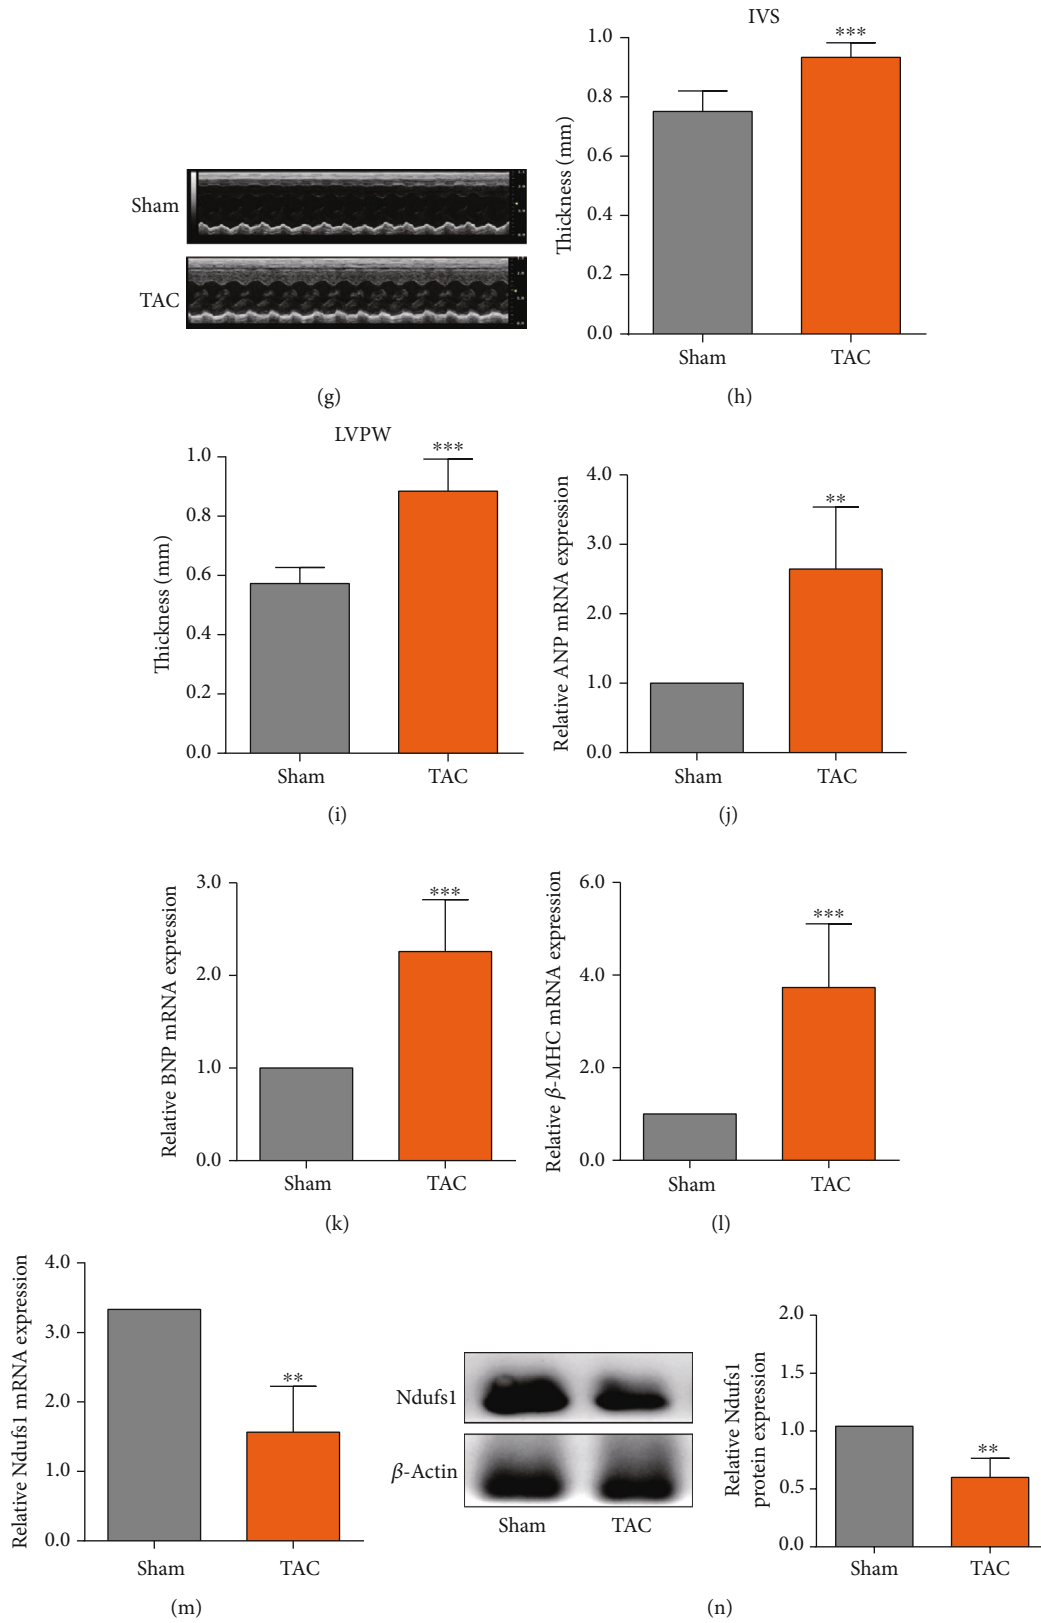 Sham
TAC
(g)
IVS
Thickness (mm)
1.0
0.8
0.6
0.4
0.2
0.0
***
Sham
TAC
(h)
LVPW
Thickness (mm)
1.0
0.8
0.6
0.4
0.2
0.0
***
Sham
TAC
(i)
Relative ANP mRNA expression
4.0
3.0
2.0
1.0
0.0
**
Sham
TAC
(j)
Relative BNP mRNA expression
3.0
2.0
1.0
0.0
***
Sham
TAC
(k)
Relative β-MHC mRNA expression
6.0
4.0
2.0
0.0
***
Sham
TAC
(l)
Relative Ndufs1 mRNA expression
4.0
3.0
2.0
1.0
0.0
**
Sham
TAC
(m)
Ndufs1
β-Actin
Sham
TAC
Relative Ndufs1
protein expression
2.0
1.5
1.0
0.5
0.0
**
Sham
TAC
(n)